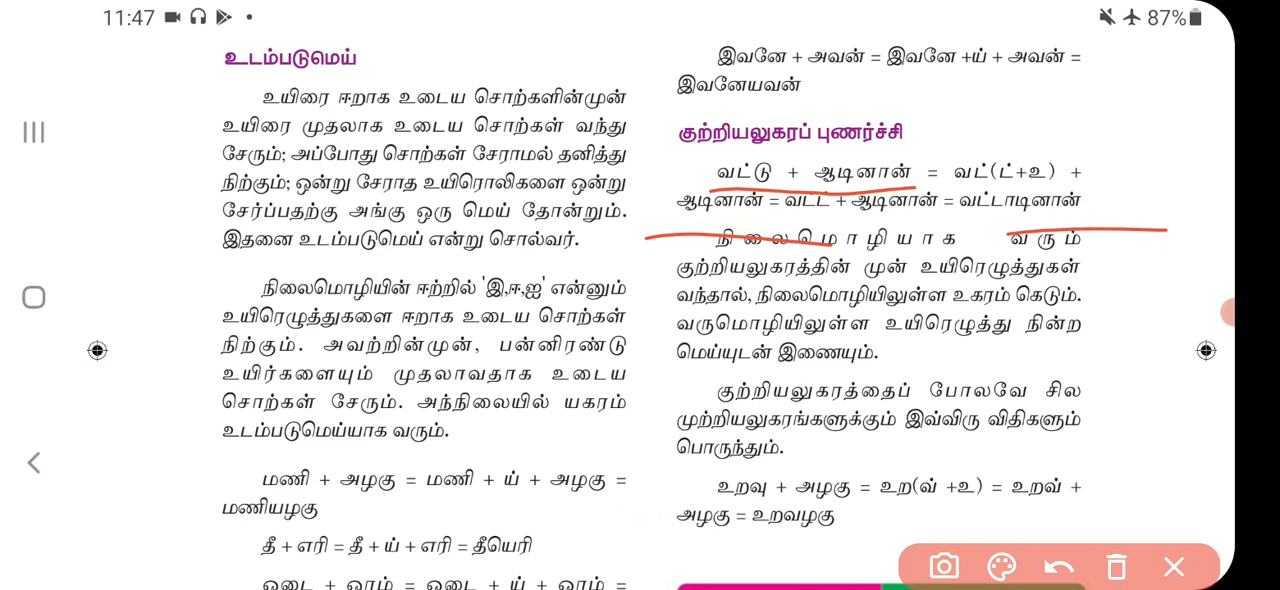 11:47
87%
உடம்படுமெய்
உயிரை ஈறாக உடைய சொற்களின்முன்
உயிரை முதலாக உடைய சொற்கள் வந்து
சேரும்; அப்போது சொற்கள் சேராமல் தனித்து
நிற்கும்; ஒன்று சேராத உயிரொலிகளை ஒன்று
சேர்ப்பதற்கு அங்கு ஒரு மெய் தோன்றும்.
இதனை உடம்படுமெய் என்று சொல்வர்.
நிலைமொழியின் ஈற்றில் 'இ,ஈ,ஐ' என்னும்
உயிரெழுத்துகளை ஈறாக உடைய சொற்கள்
நிற்கும். அவற்றின்முன், பன்னிரண்டு
உயிர்களையும் முதலாவதாக உடைய
சொற்கள் சேரும். அந்நிலையில் யகரம்
உடம்படுமெய்யாக வரும்.
மணி + அழகு = மணி + ய் + அழகு =
மணியழகு
தீ + எரி = தீ + ய் + எரி = தீயெரி
ஓடை + ஓரம் = ஓடை + ய் + ஓரம் =
இவனே + அவன் = இவனே +ய் + அவன் =
இவனேயவன்
குற்றியலுகரப் புணர்ச்சி
வட்டு + ஆடினான் = வட்(ட்+உ) +
ஆடினான் = வட்ட் + ஆடினான் = வட்டாடினான்
நிலைமொழியாக வரும்
குற்றியலுகரத்தின் முன் உயிரெழுத்துகள்
வந்தால், நிலைமொழியிலுள்ள உகரம் கெடும்.
வருமொழியிலுள்ள உயிரெழுத்து நின்ற
மெய்யுடன் இணையும்.
குற்றியலுகரத்தைப் போலவே சில
முற்றியலுகரங்களுக்கும் இவ்விரு விதிகளும்
பொருந்தும்.
உறவு + அழகு = உற(வ் +உ) = உறவ் +
அழகு = உறவழகு